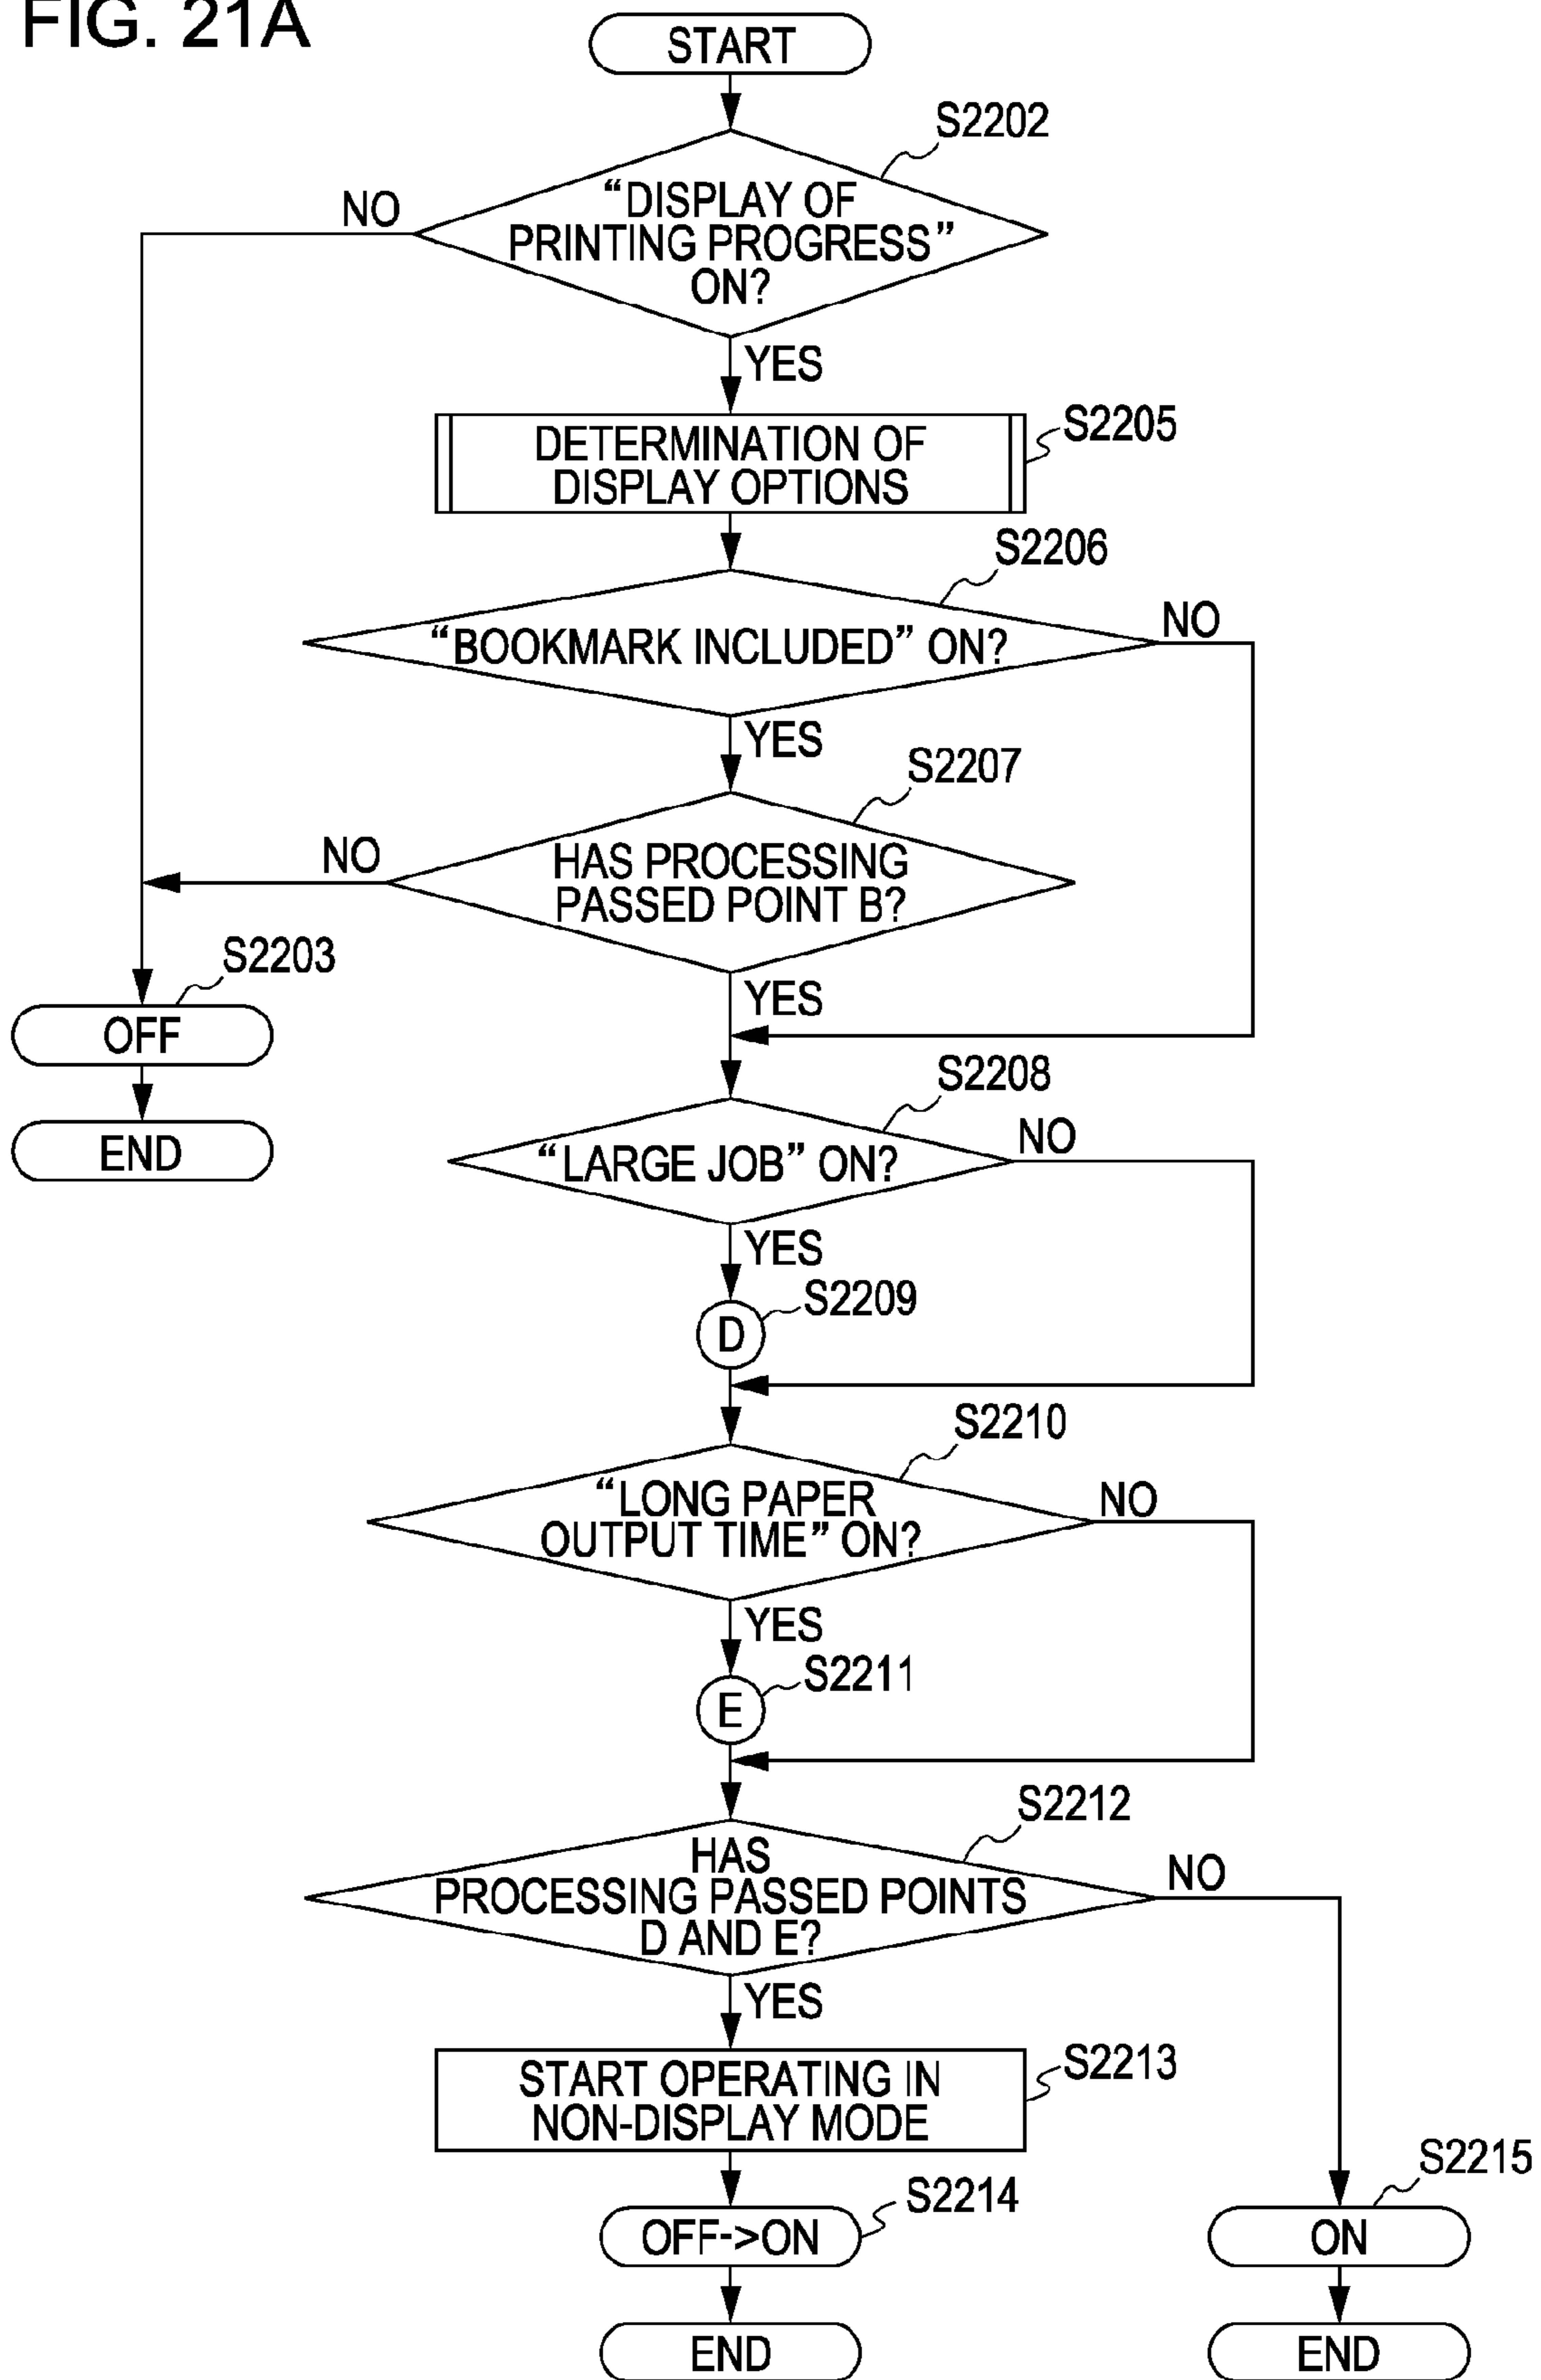 FIG. 21A
START
S2202
“DISPLAY OF
PRINTING PROGRESS”
ON?
NO
YES
DETERMINATION OF
DISPLAY OPTIONS
S2205
S2206
“BOOKMARK INCLUDED” ON?
NO
YES
S2207
HAS PROCESSING
PASSED POINT B?
NO
YES
S2203
OFF
END
S2208
“LARGE JOB” ON?
NO
YES
S2209
D
S2210
“LONG PAPER
OUTPUT TIME” ON?
NO
YES
S2211
E
S2212
HAS
PROCESSING PASSED POINTS
D AND E?
NO
YES
START OPERATING IN
NON-DISPLAY MODE
S2213
S2214
OFF->ON
END
S2215
ON
END